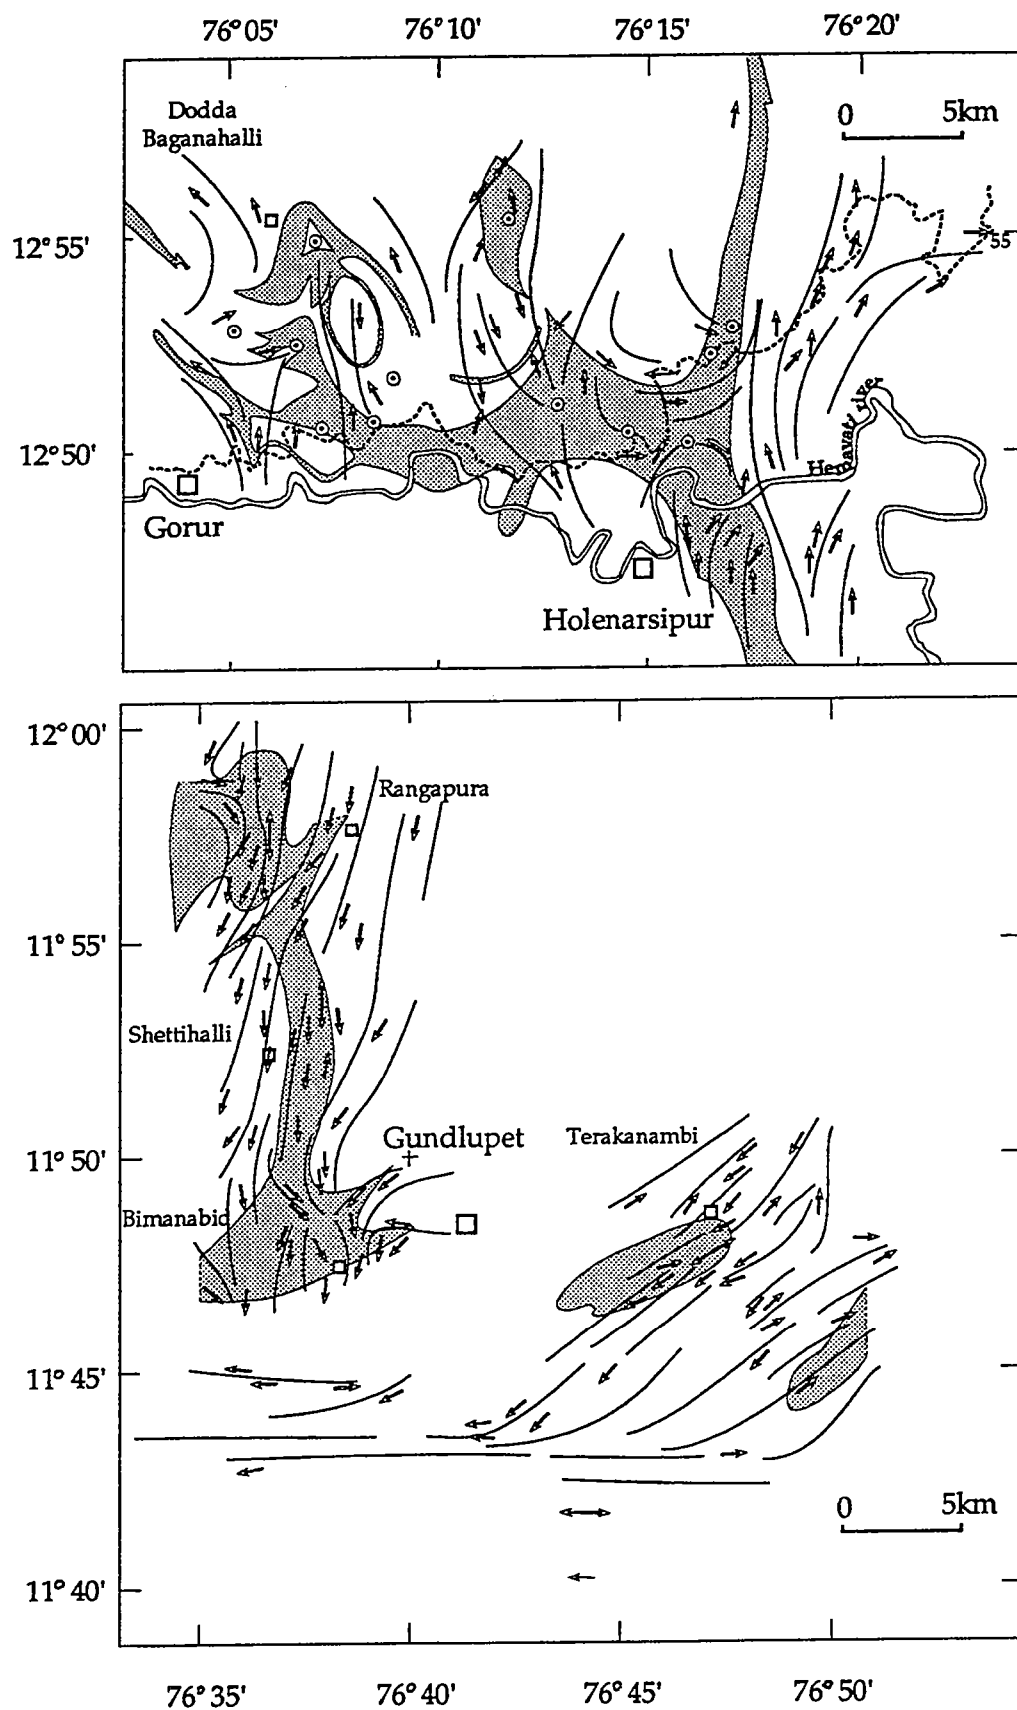 76°05' 76°10' 76°15' 76°20'
Dodda
Baganahalli
0 5km
12°55'
55
12°50'
Hemavati river
Gorur
Holenarsipur
12°00'
Rangapura
11°55'
Shettihalli
11°50'
Gundlupet
Terakanambi
Bimanabid
11°45'
0 5km
11°40'
76°35' 76°40' 76°45' 76°50'